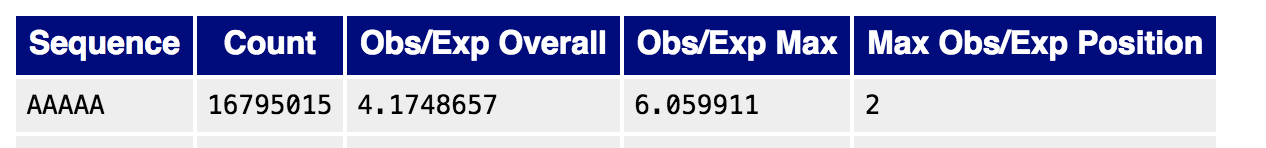 Sequence Count Obs/Exp Overall Obs/Exp Max Max Obs/Exp Position
AAAAA 16795015 4.1748657 6.059911 2